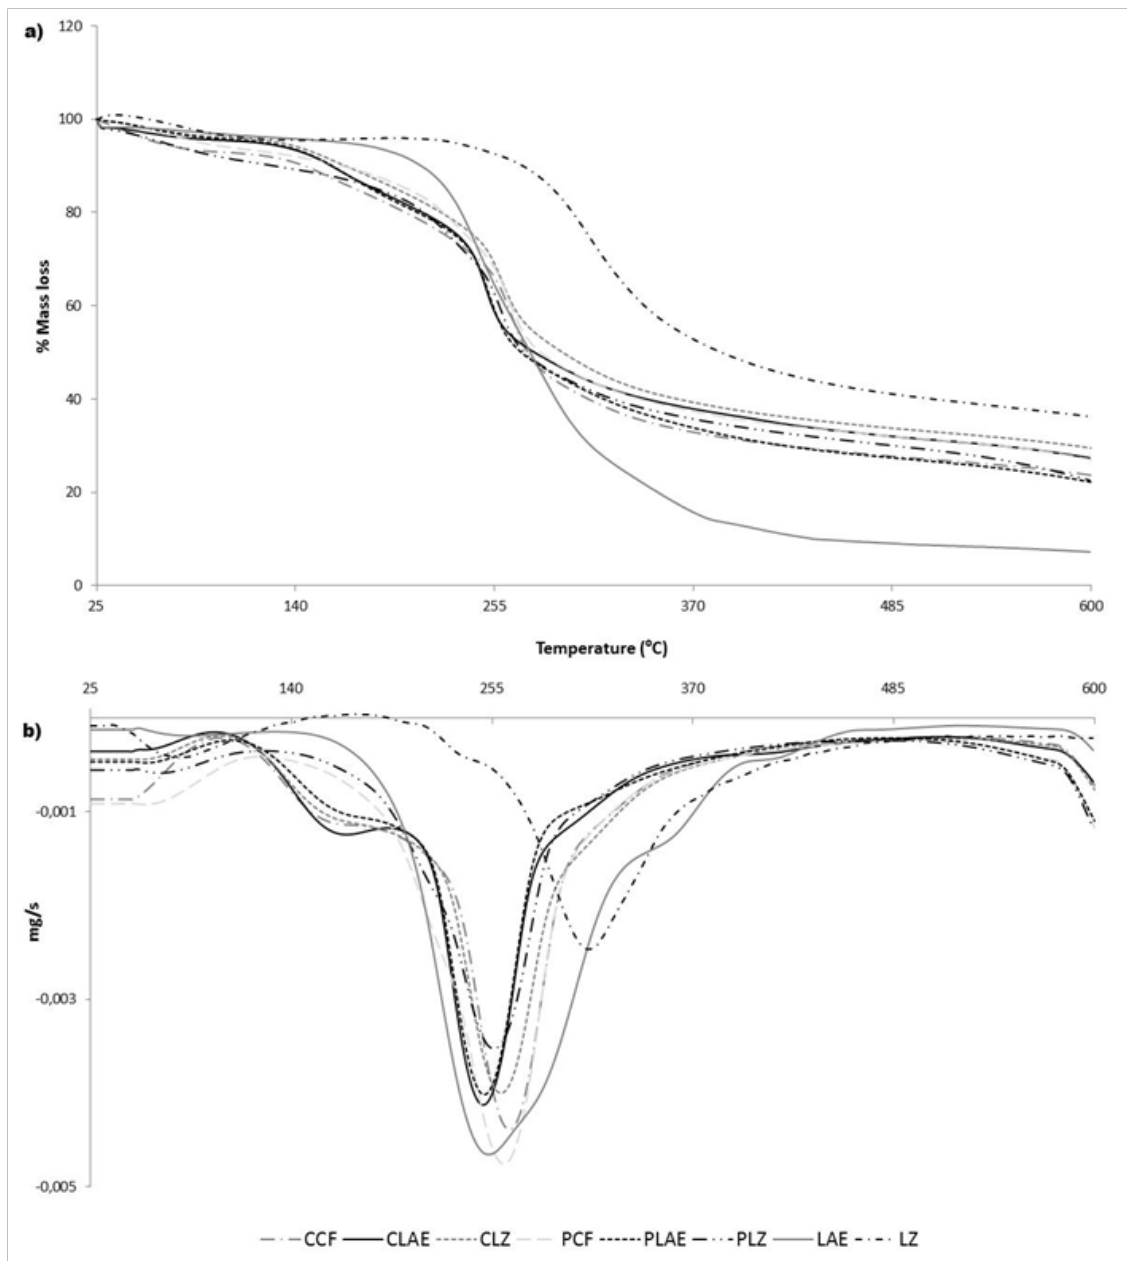 a)
120
100
80
60
40
20
0
% Mass loss
25 140 255 370 485 600
Temperature (°C)
25 140 255 370 485 600
b)
-0,001
-0,003
-0,005
mg/s
CCF CLAE CLZ PCF PLAE PLZ LAE LZ